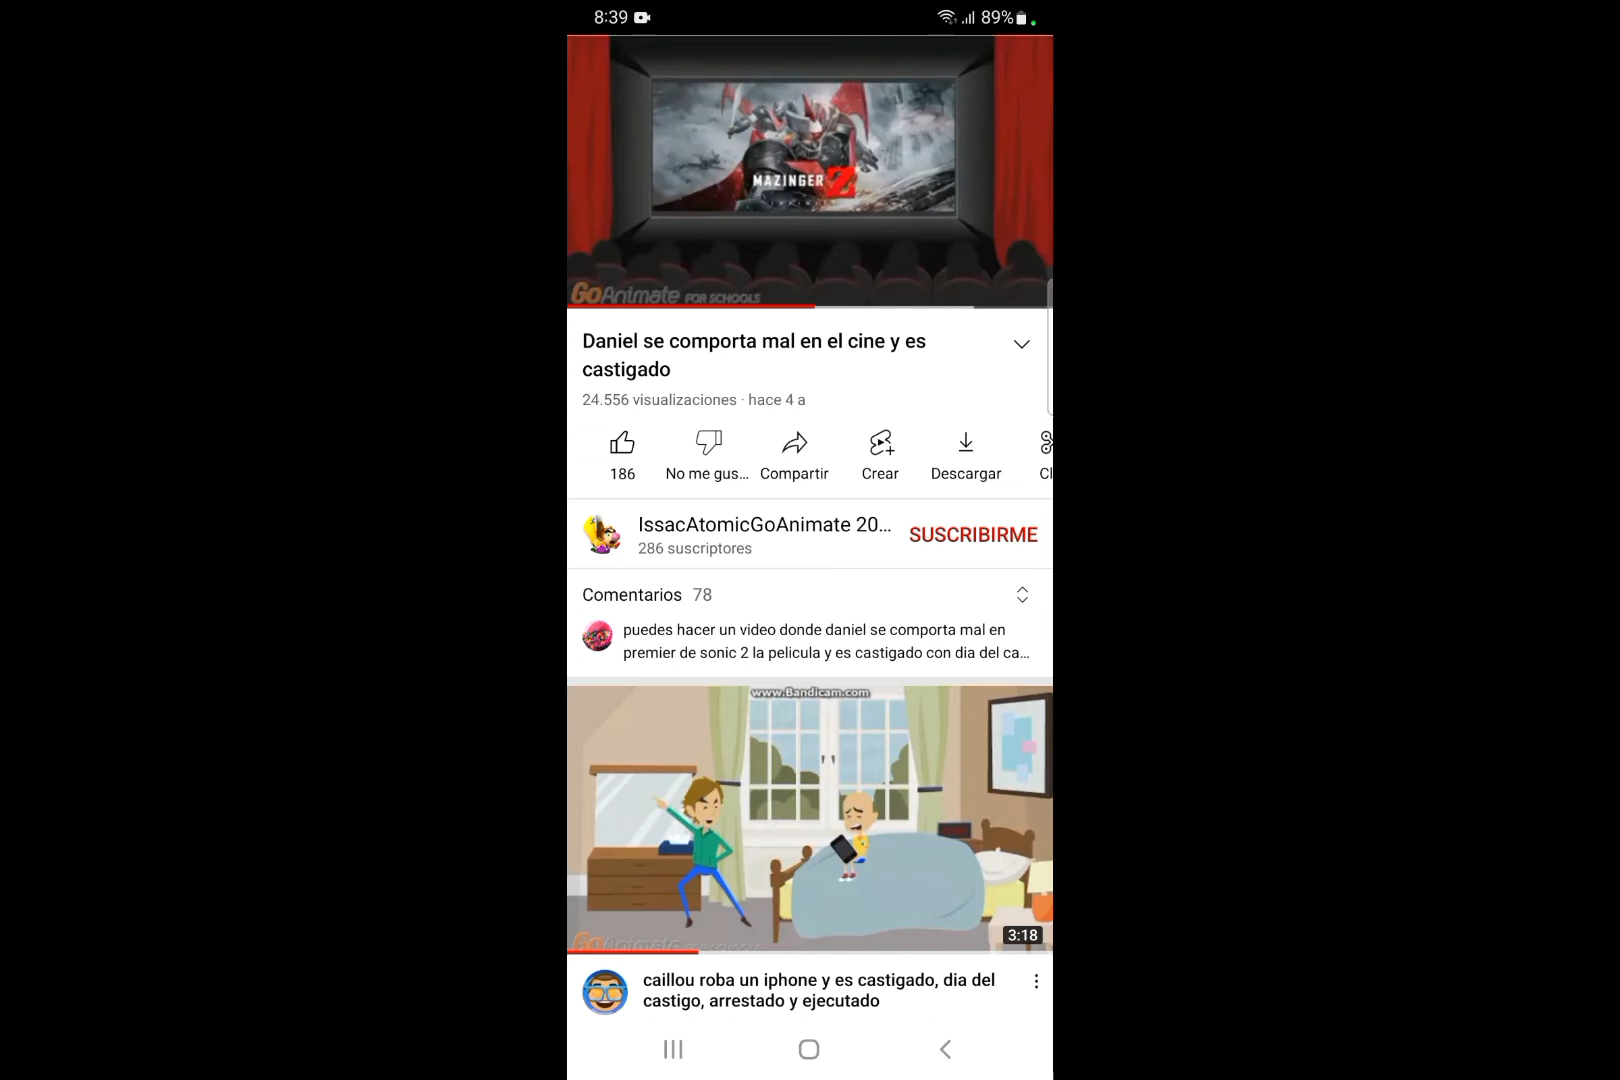 8:39
89%
MAZINGER Z
GoAnimate FOR SCHOOLS
Daniel se comporta mal en el cine y es
castigado
24.556 visualizaciones · hace 4 a
186
No me gus...
Compartir
Crear
Descargar
Cl
IssacAtomicGoAnimate 20...
SUSCRIBIRME
286 suscriptores
Comentarios 78
puedes hacer un video donde daniel se comporta mal en
premier de sonic 2 la pelicula y es castigado con dia del ca...
www.Bandicam.com
GoAnimate
3:18
caillou roba un iphone y es castigado, dia del
castigo, arrestado y ejecutado